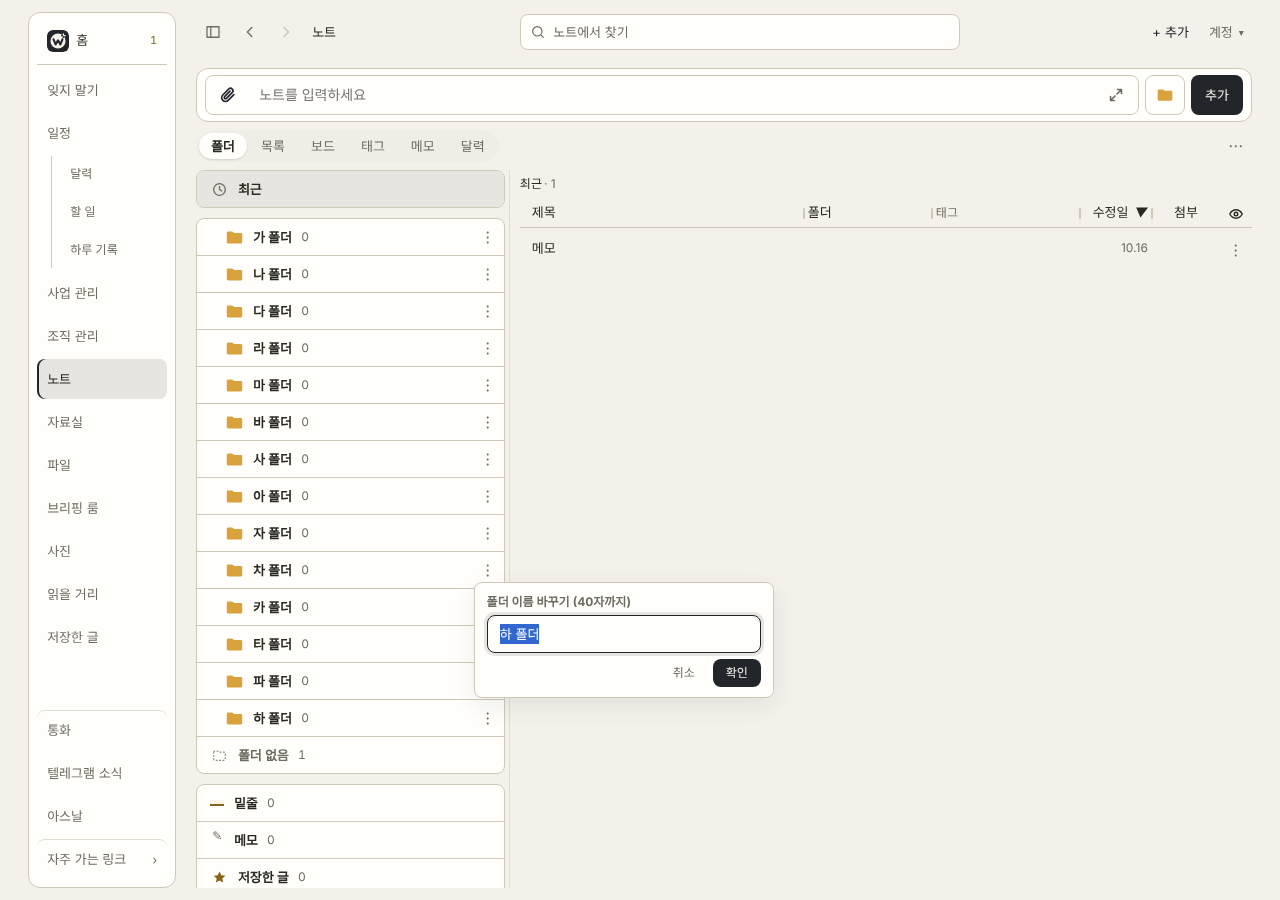 홈 1
잊지 말기
일정
달력
할 일
하루 기록
사업 관리
조직 관리
노트
자료실
파일
브리핑 룸
사진
읽을 거리
저장한 글
통화
텔레그램 소식
아스날
자주 가는 링크 ›
노트
노트에서 찾기
+ 추가 계정 ▾
노트를 입력하세요
추가
폴더 목록 보드 태그 메모 달력
최근
가 폴더 0
나 폴더 0
다 폴더 0
라 폴더 0
마 폴더 0
바 폴더 0
사 폴더 0
아 폴더 0
자 폴더 0
차 폴더 0
카 폴더 0
타 폴더 0
파 폴더 0
하 폴더 0
폴더 없음 1
밑줄 0
메모 0
저장한 글 0
최근 · 1
제목 폴더 태그 수정일 ▼ 첨부
메모 10.16
폴더 이름 바꾸기 (40자까지)
하 폴더
취소 확인